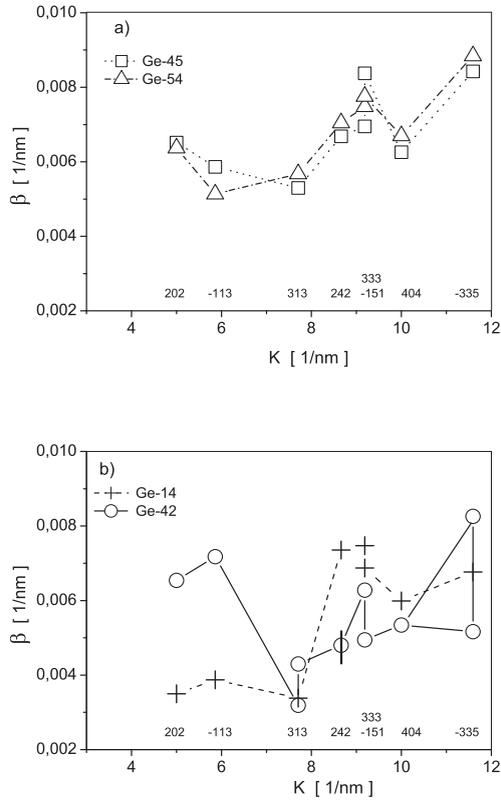 0,010
a)
Ge-45
Ge-54
0,008
0,006
0,004
0,002
β [ 1/nm ]
333
202 -113 313 242 -151 404 -335
4 6 8 10 12
K [ 1/nm ]
0,010
b)
Ge-14
Ge-42
0,008
0,006
0,004
0,002
β [ 1/nm ]
333
202 -113 313 242 -151 404 -335
4 6 8 10 12
K [ 1/nm ]